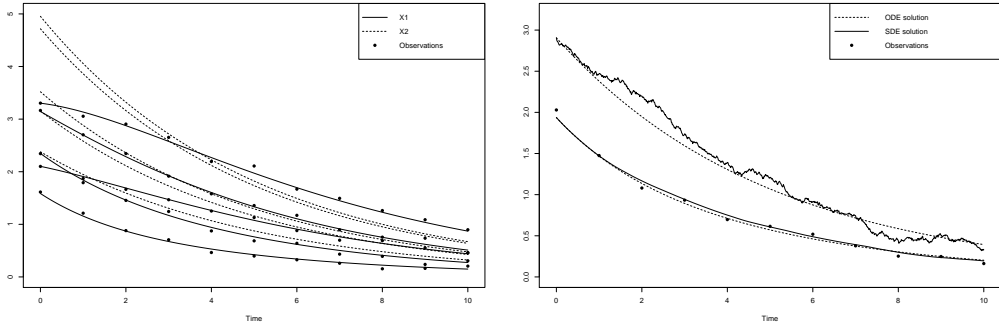 X1
X2
Observations
0 1 2 3 4 5
0 2 4 6 8 10
Time
ODE solution
SDE solution
Observations
0.0 0.5 1.0 1.5 2.0 2.5 3.0
0 2 4 6 8 10
Time